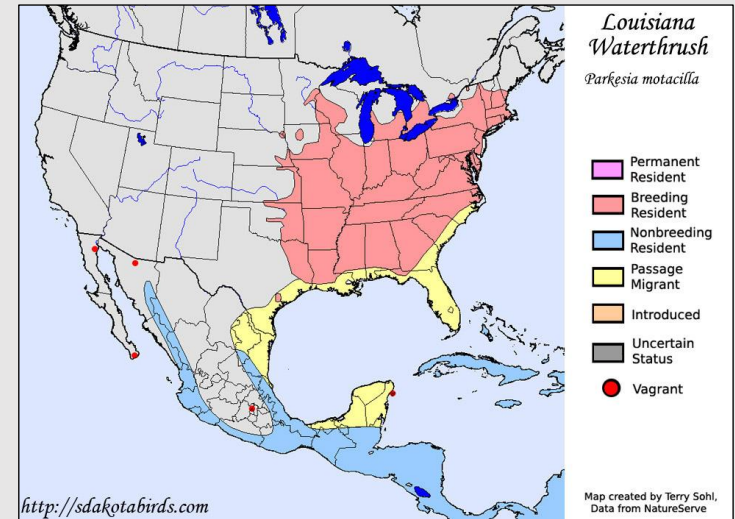 Louisiana
Waterthrush
Parkesia motacilla
Permanent
Resident
Breeding
Resident
Nonbreeding
Resident
Passage
Migrant
Introduced
Uncertain
Status
Vagrant
Map created by Terry Sohl,
Data from NatureServe
http://sdakotabirds.com